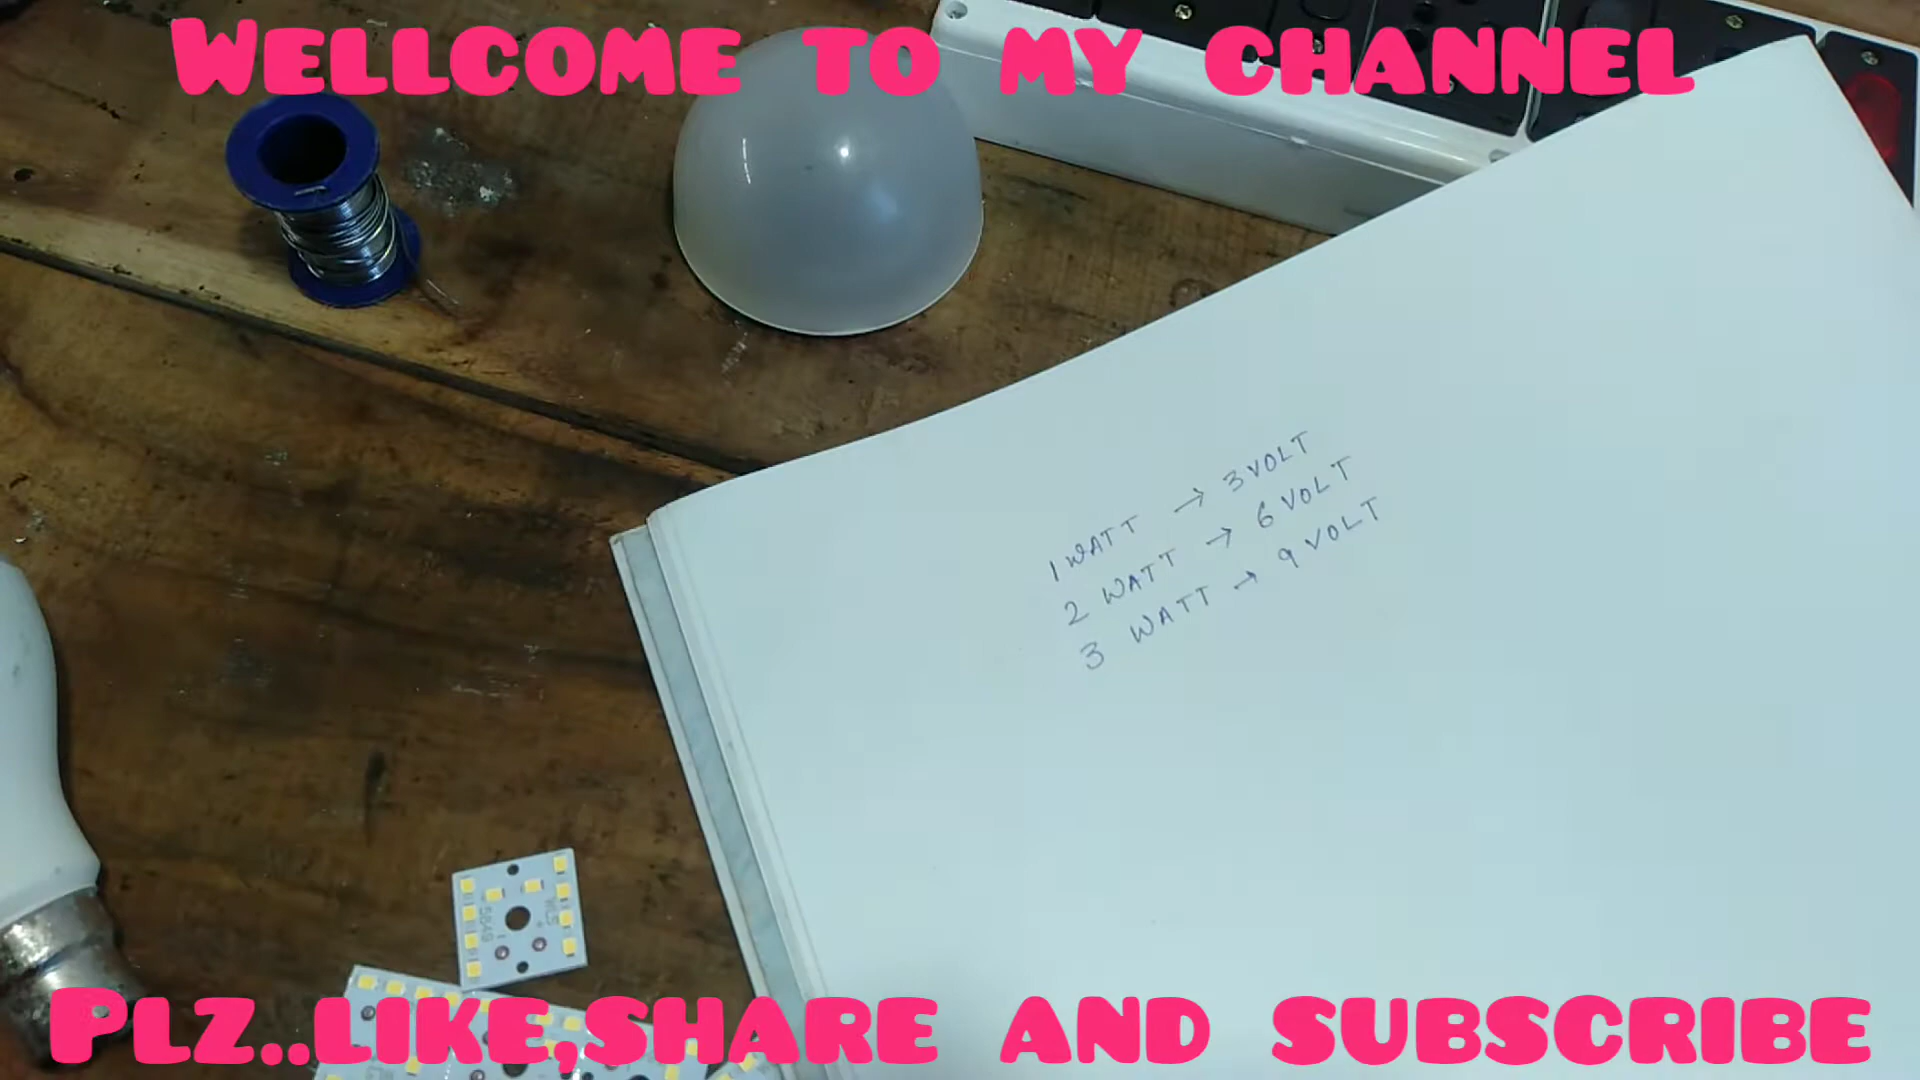 WELLCOME TO MY CHANNEL
1 WATT → 3 VOLT
2 WATT → 6 VOLT
3 WATT → 9 VOLT
PLZ..LIKE,SHARE AND SUBSCRIBE